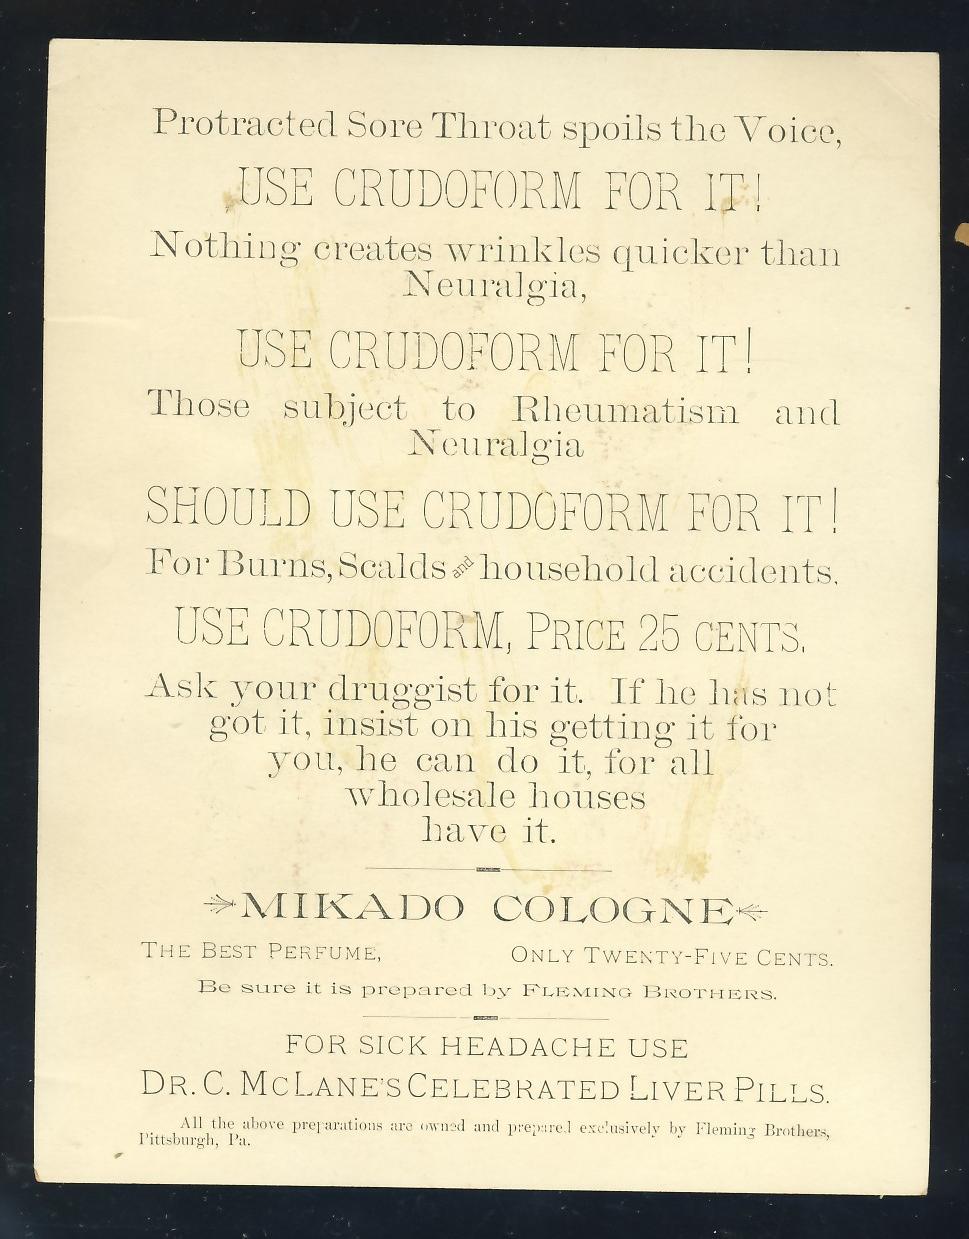 Protracted Sore Throat spoils the Voice,
USE CRUDOFORM FOR IT!
Nothing creates wrinkles quicker than
Neuralgia,
USE CRUDOFORM FOR IT!
Those subject to Rheumatism and
Neuralgia
SHOULD USE CRUDOFORM FOR IT!
For Burns, Scalds and household accidents.
USE CRUDOFORM, PRICE 25 CENTS.
Ask your druggist for it. If he has not
got it, insist on his getting it for
you, he can do it, for all
wholesale houses
have it.
MIKADO COLOGNE
THE BEST PERFUME, ONLY TWENTY-FIVE CENTS.
Be sure it is prepared by FLEMING BROTHERS.
FOR SICK HEADACHE USE
DR. C. MCLANE'S CELEBRATED LIVER PILLS.
All the above preparations are owned and prepared exclusively by Fleming Brothers,
Pittsburgh, Pa.